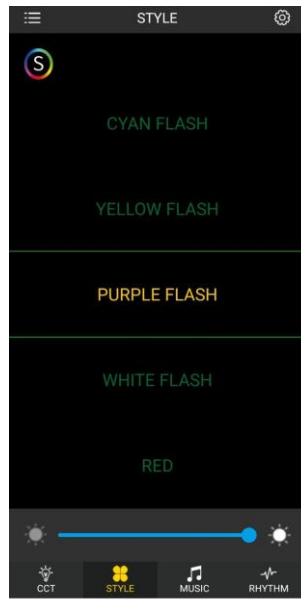 STYLE
S
CYAN FLASH
YELLOW FLASH
PURPLE FLASH
WHITE FLASH
RED
CCT STYLE MUSIC RHYTHM